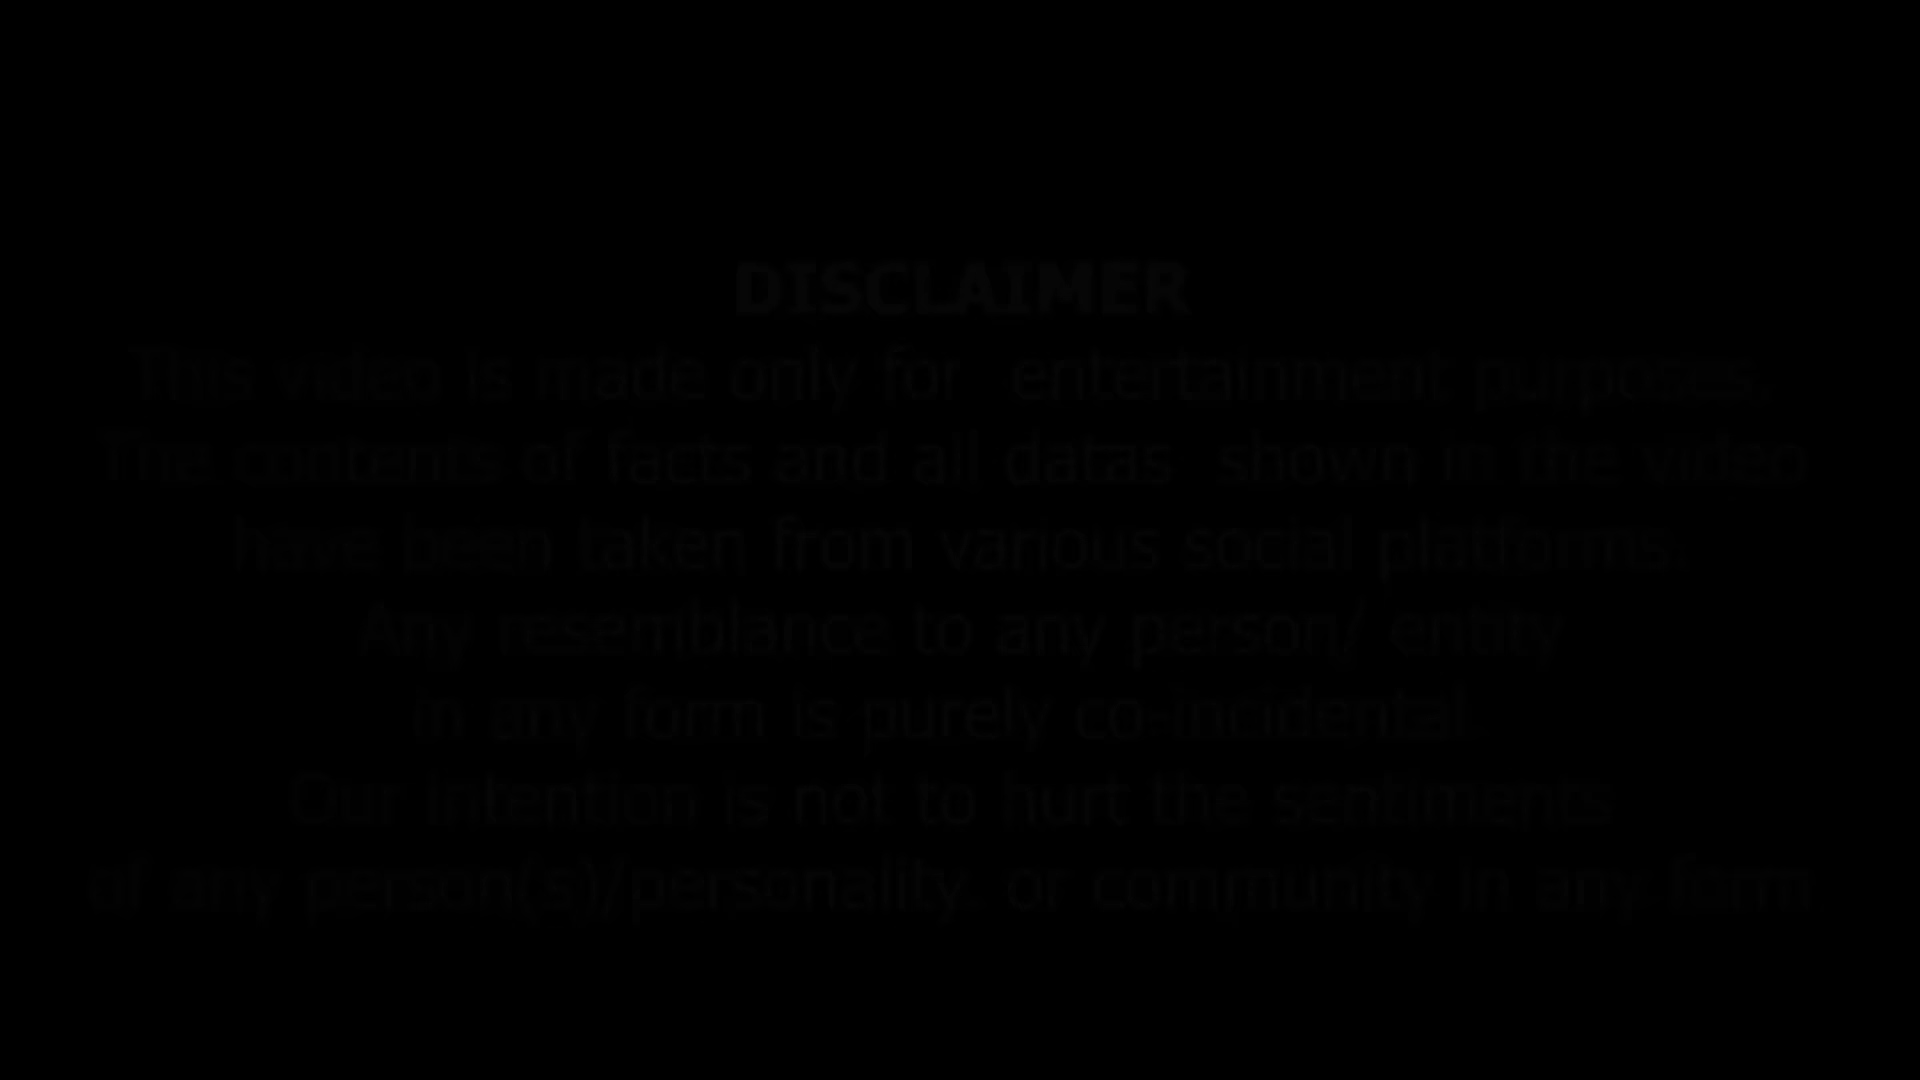 DISCLAIMER
This video is made only for entertainment purposes.
The contents of facts and all datas shown in the video
have been taken from various social platforms.
Any resemblance to any person/ entity
in any form is purely co-incidental.
Our intention is not to hurt the sentiments
of any person(s)/personality. or community in any form